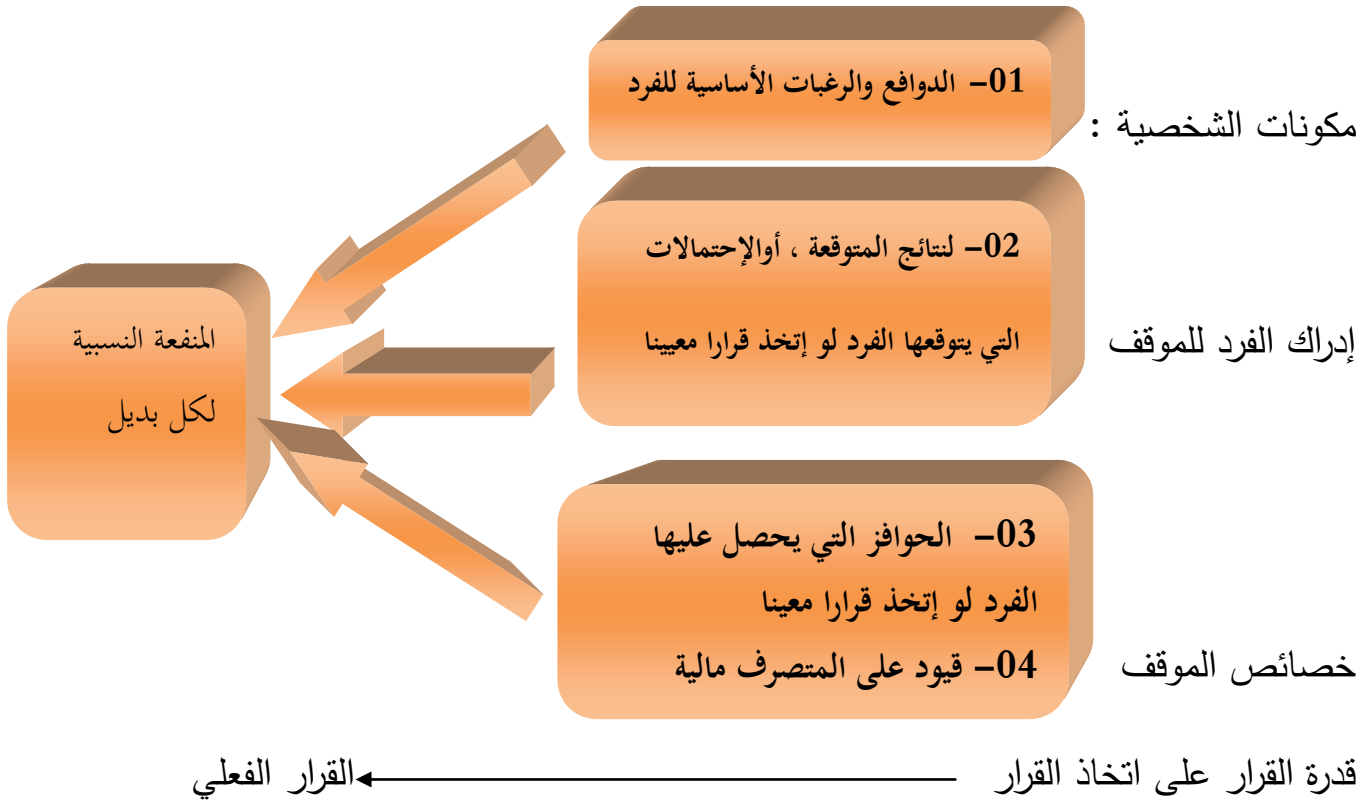 مكونات الشخصية :
01- الدوافع والرغبات الأساسية للفرد
إدراك الفرد للموقف
02- لنتائج المتوقعة ، أوالإحتمالات
التي يتوقعها الفرد لو إتخذ قرارا معيينا
خصائص الموقف
03- الحوافز التي يحصل عليها
الفرد لو إتخذ قرارا معينا
04- قيود على المتصرف مالية
المنفعة النسبية
لكل بديل
قدرة القرار على اتخاذ القرار القرار الفعلي